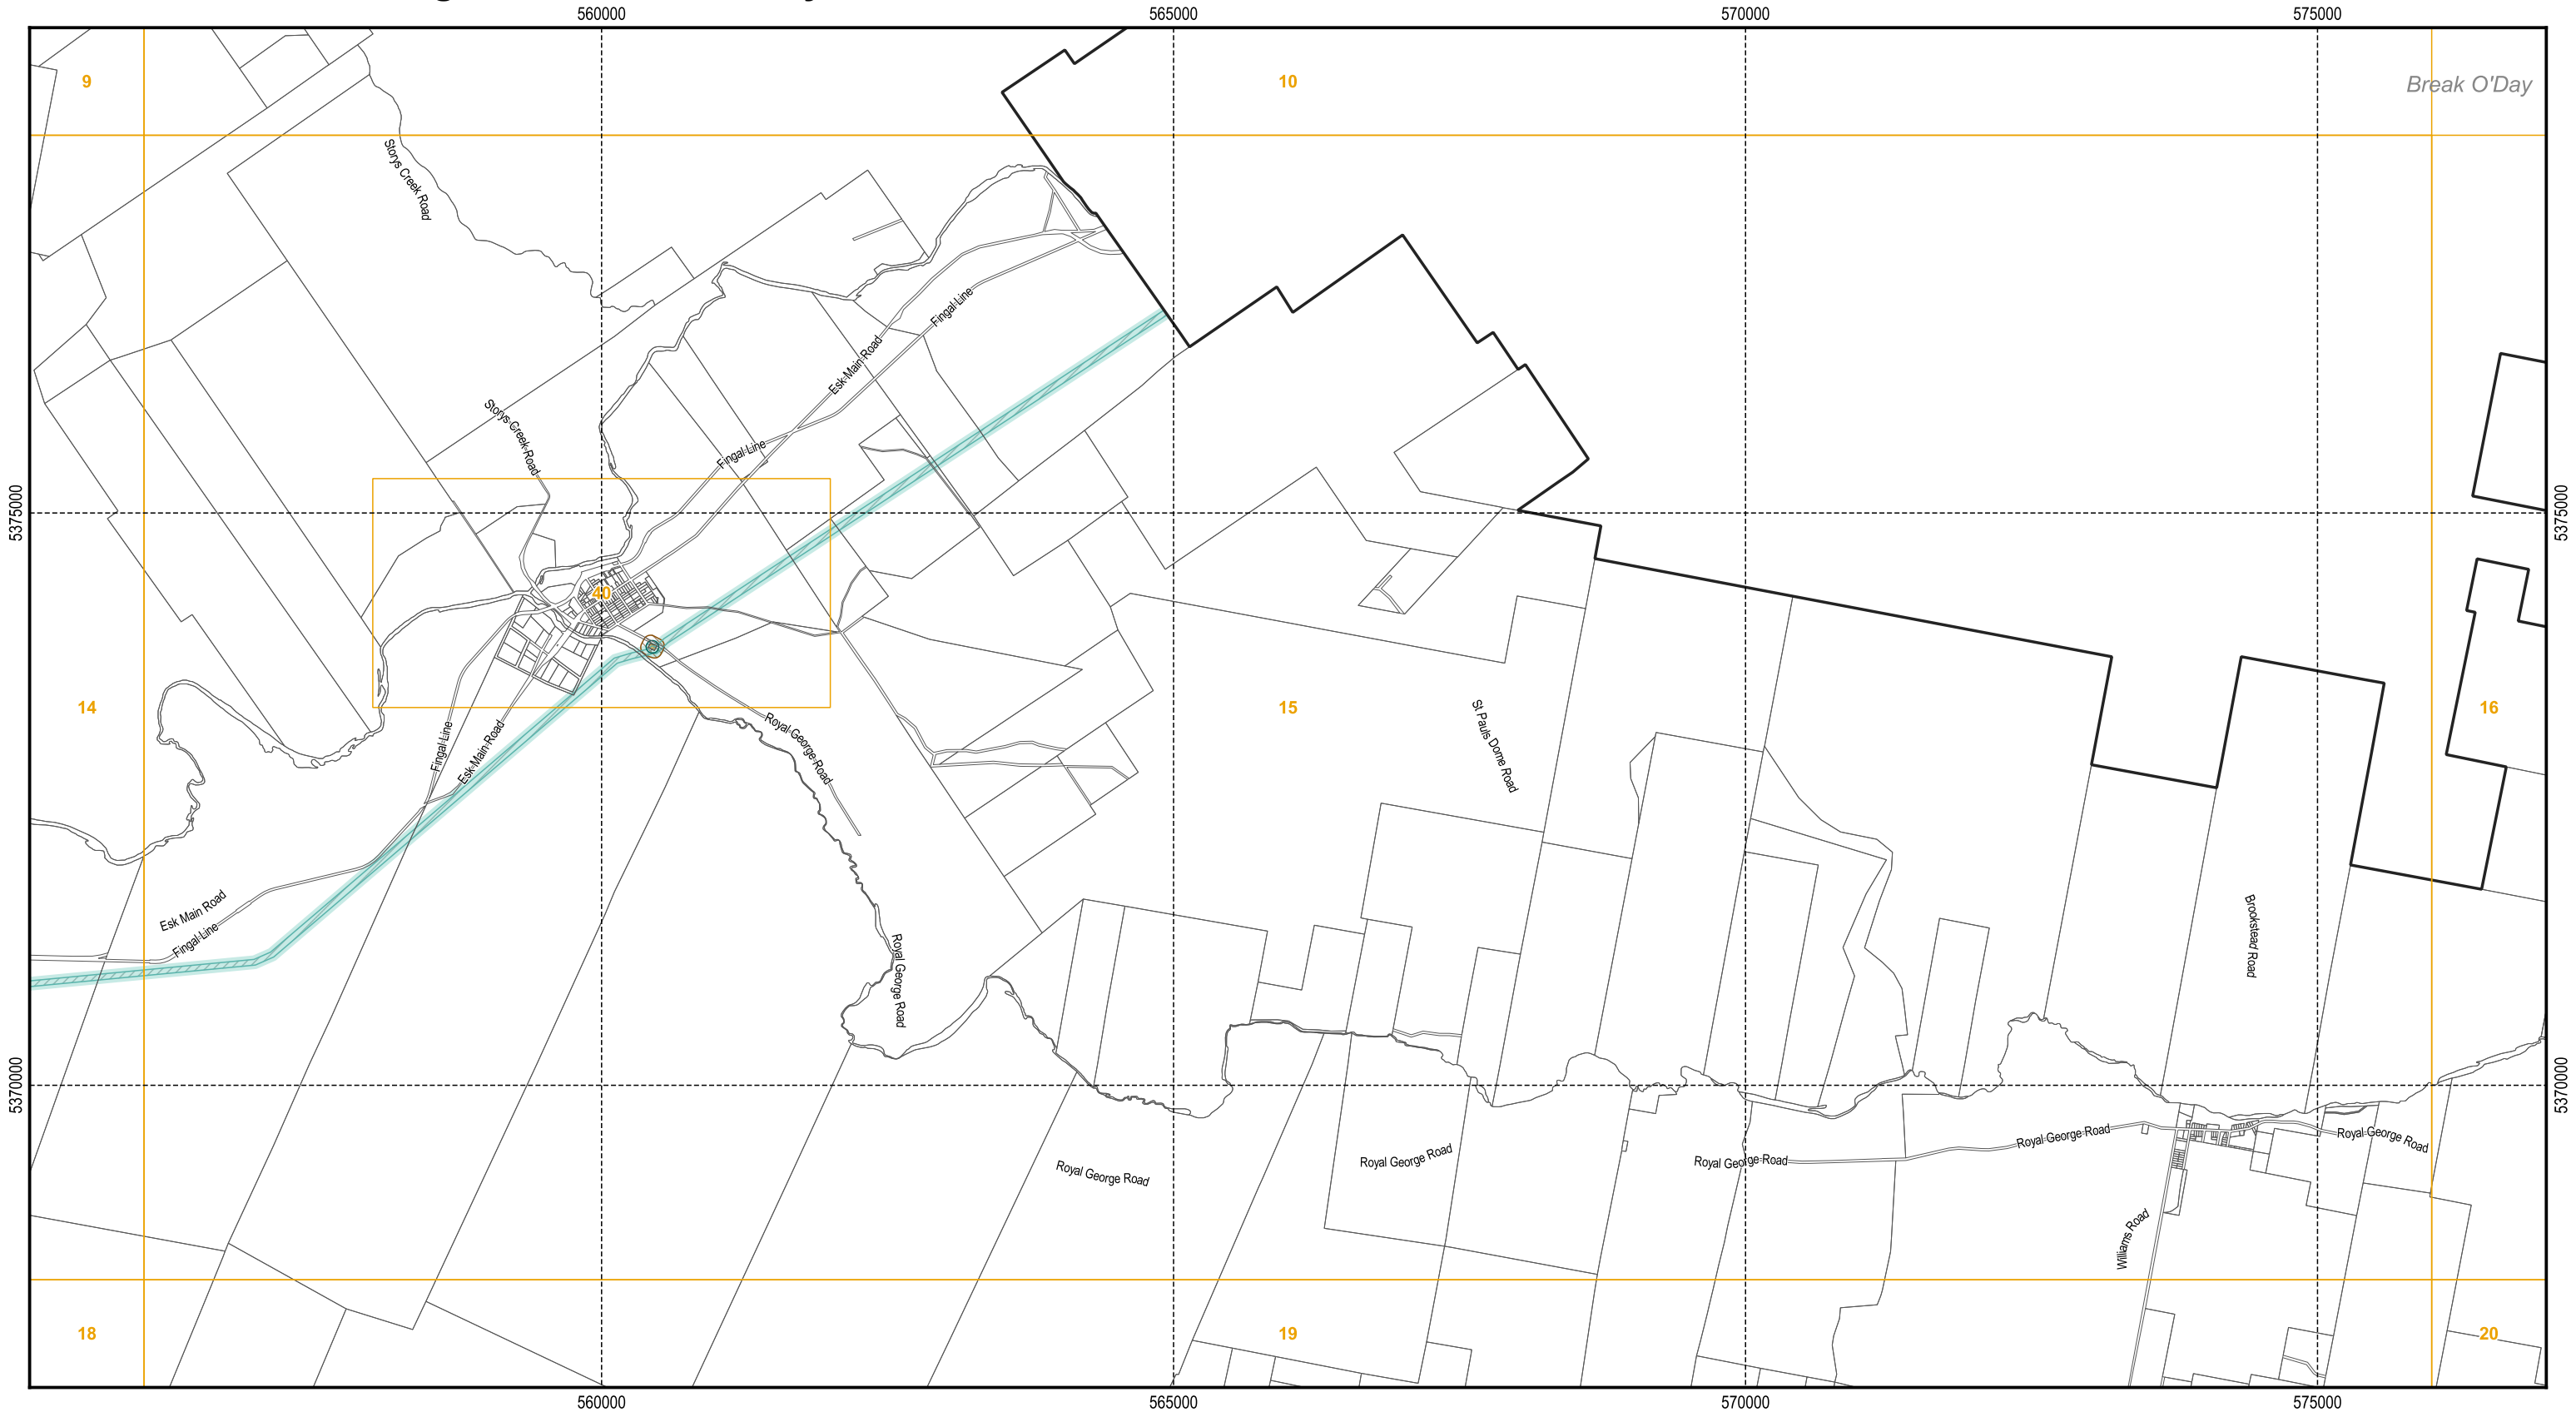 560000
565000
570000
575000
9
10
Break O'Day
Storys Creek Road
Fingal Line
Esk Main Road
Storys Creek Road
Fingal Line
5375000
5375000
40
14
15
16
St Pauls Dome Road
Royal George Road
Fingal Line
Esk Main Road
Esk Main Road
Fingal Line
Brookstead Road
Royal George Road
5370000
5370000
Royal George Road
Royal George Road
Royal George Road
Royal George Road
Royal George Road
Williams Road
18
19
20
560000
565000
570000
575000